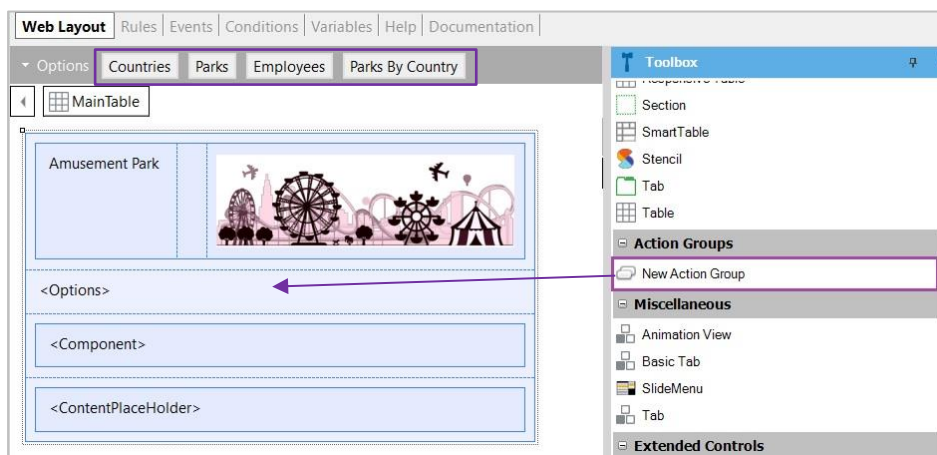 Web Layout Rules Events Conditions Variables Help Documentation
Options Countries Parks Employees Parks By Country
MainTable
Amusement Park
<Options>
<Component>
<ContentPlaceHolder>
Toolbox
Responsive Table
Section
SmartTable
Stencil
Tab
Table
Action Groups
New Action Group
Miscellaneous
Animation View
Basic Tab
SlideMenu
Tab
Extended Controls